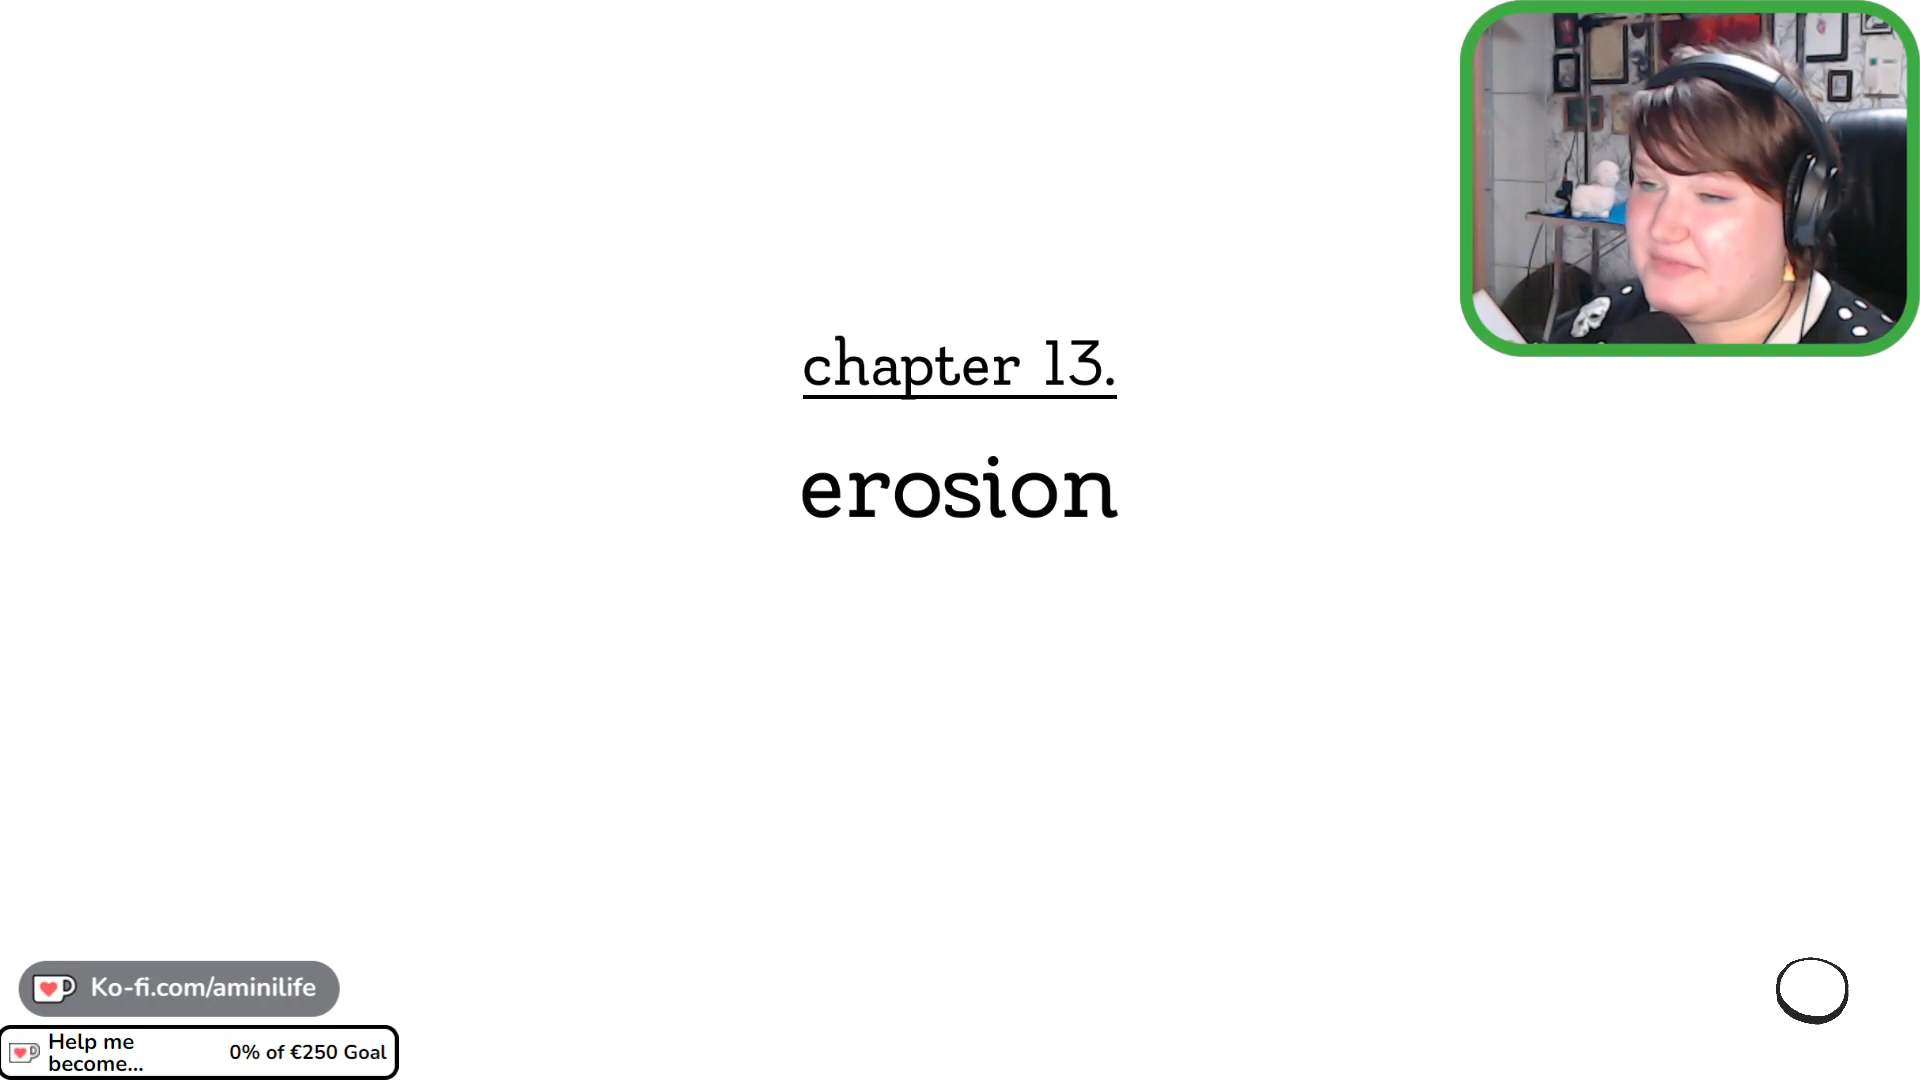 chapter 13.
erosion
Ko-fi.com/aminilife
Help me
become...
0% of €250 Goal